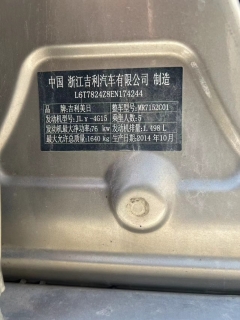 中国 浙江吉利汽车有限公司 制造
L6T7824Z8EN174244
品牌:吉利美日 整车型号:MR7152C01
发动机型号:JLγ-4G15 乘坐人数:5
发动机最大净功率:76 kw 发动机排量:1.498 L
最大允许总质量:1640 kg 生产日期:2014 年10月